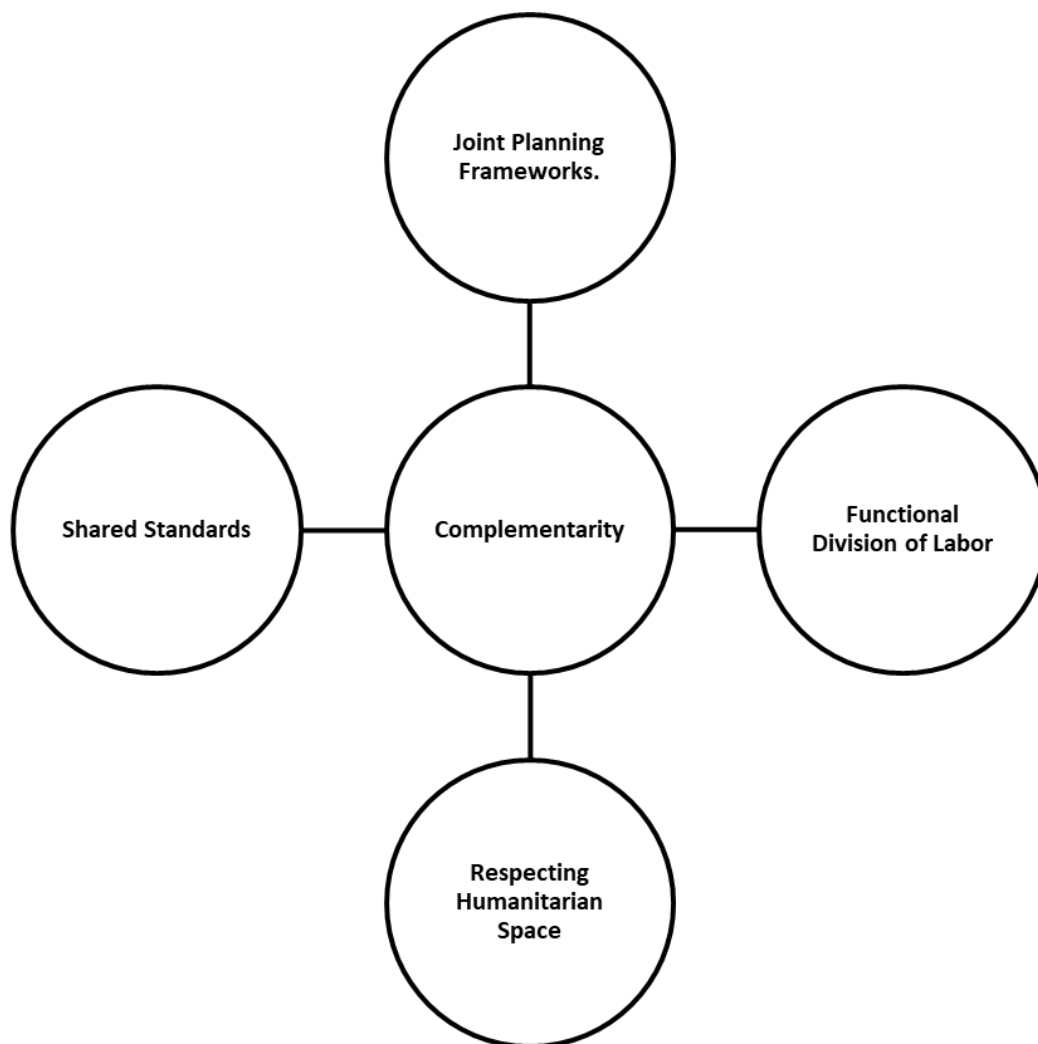 Joint Planning
Frameworks.
Shared Standards
Complementarity
Functional
Division of Labor
Respecting
Humanitarian
Space